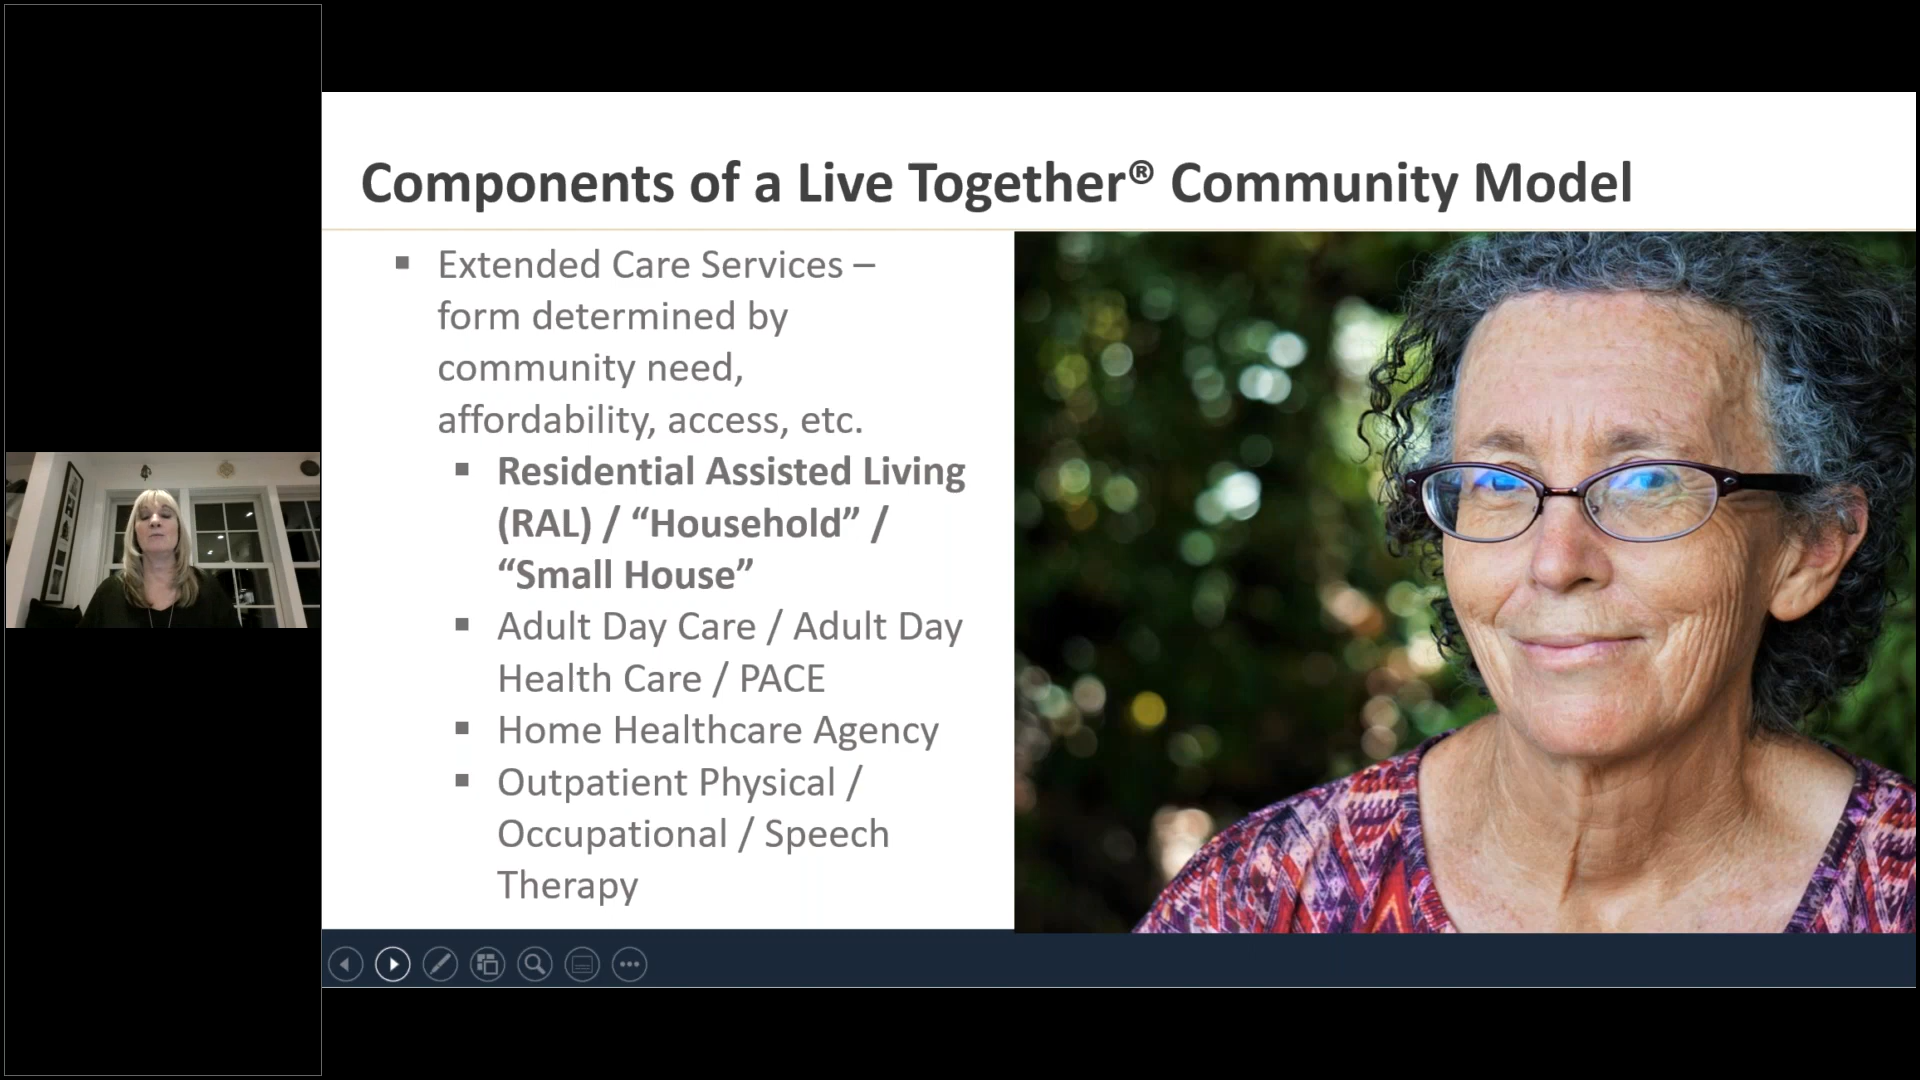 Components of a Live Together® Community Model
Extended Care Services –
form determined by
community need,
affordability, access, etc.
Residential Assisted Living
(RAL) / “Household” /
“Small House”
Adult Day Care / Adult Day
Health Care / PACE
Home Healthcare Agency
Outpatient Physical /
Occupational / Speech
Therapy